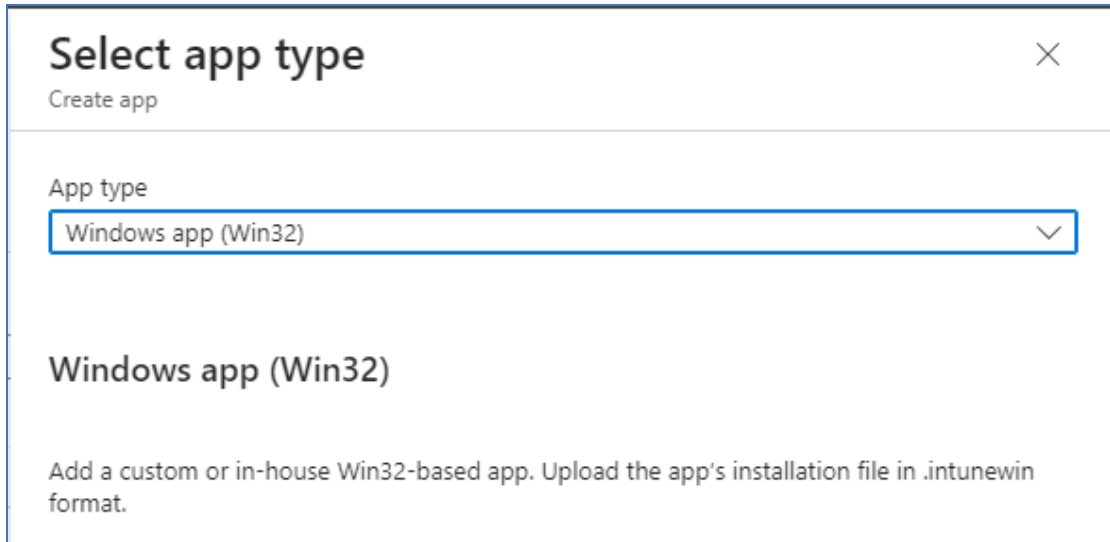 Select app type
Create app
App type
Windows app (Win32)
Windows app (Win32)
Add a custom or in-house Win32-based app. Upload the app's installation file in .intunewin
format.